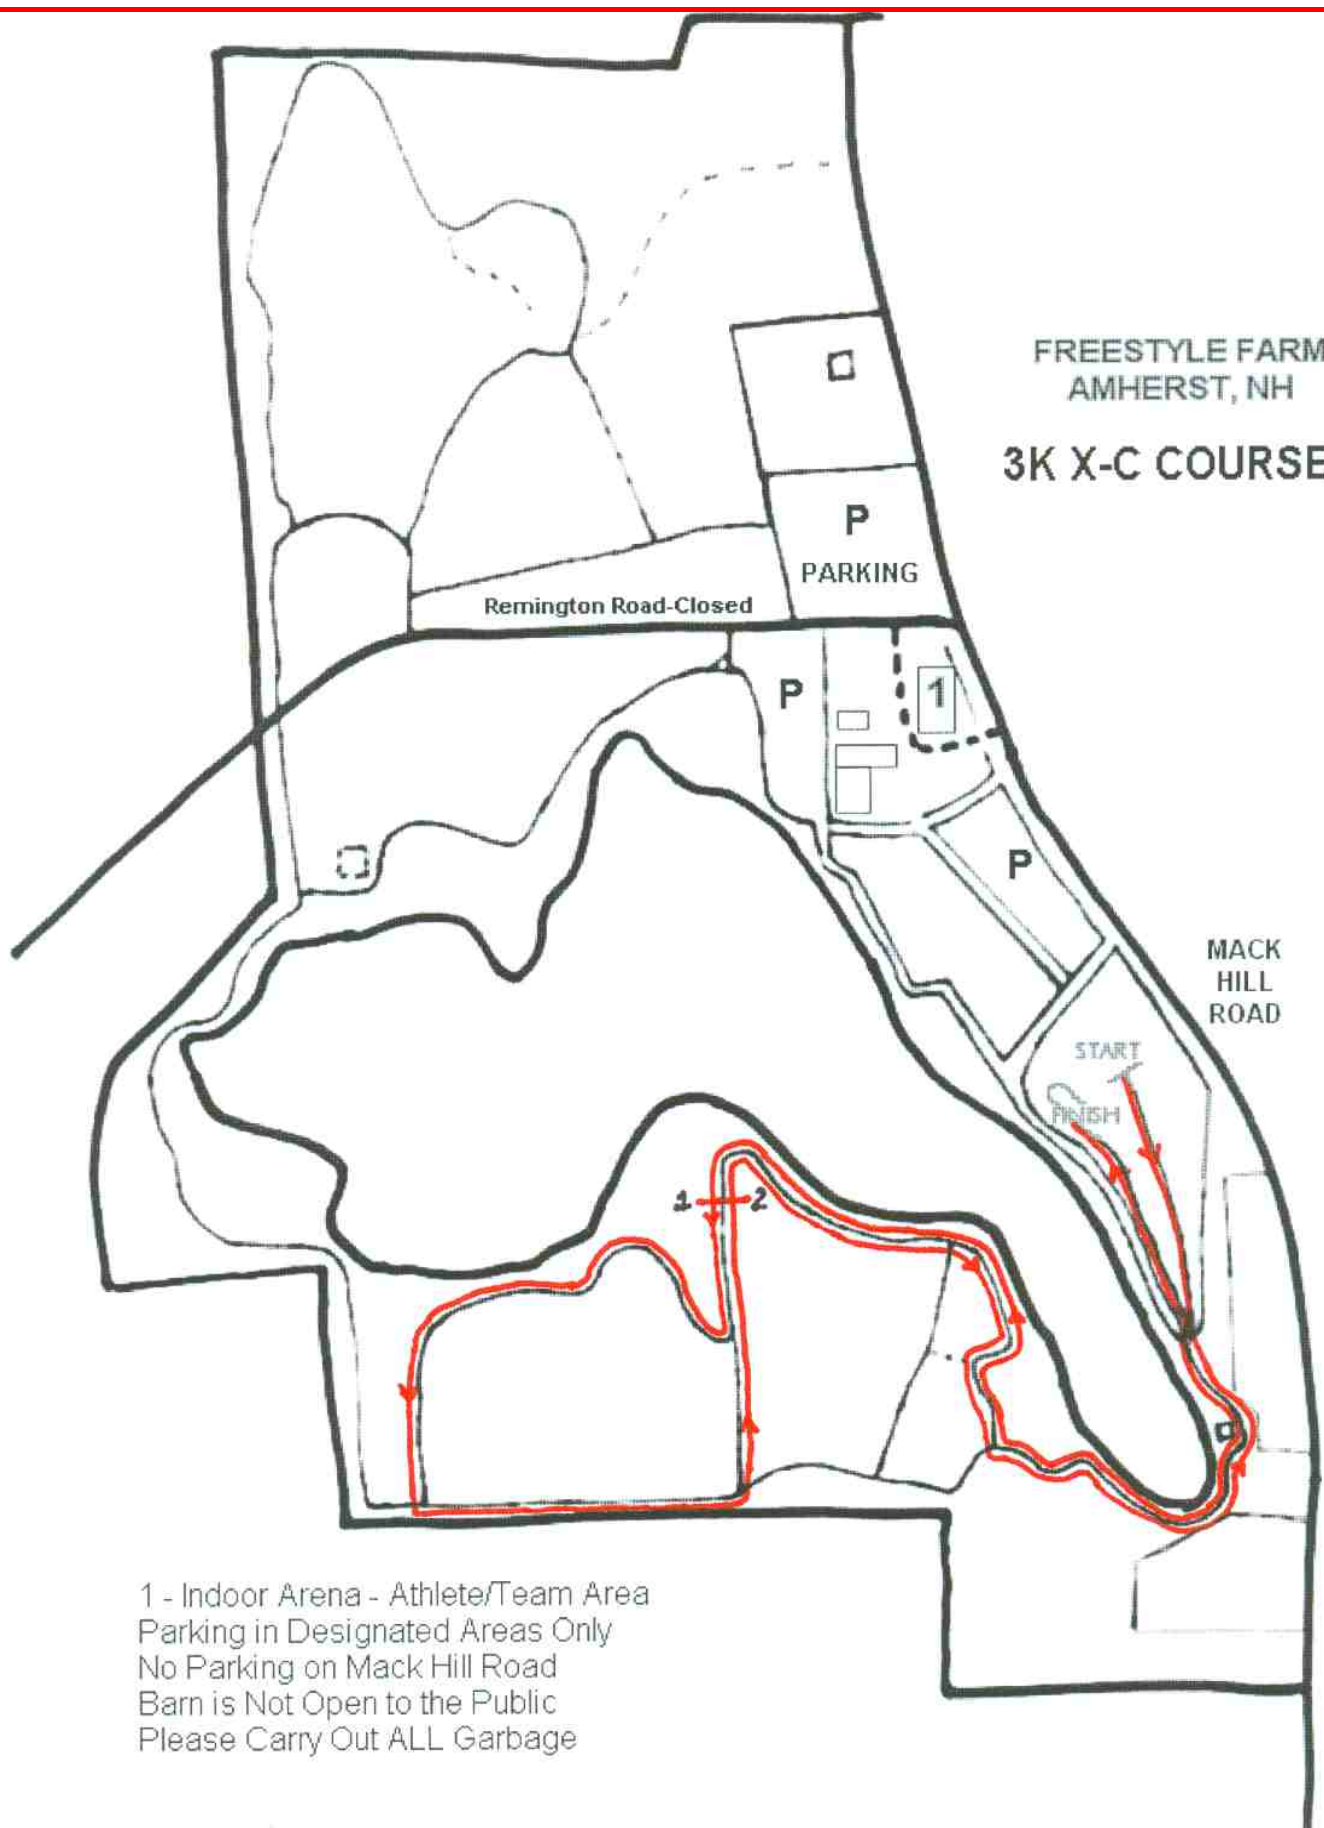 FREESTYLE FARM
AMHERST, NH
3K X-C COURSE
P
PARKING
Remington Road-Closed
P
1
P
MACK
HILL
ROAD
START
FINISH
1
2
1 - Indoor Arena - Athlete/Team Area
Parking in Designated Areas Only
No Parking on Mack Hill Road
Barn is Not Open to the Public
Please Carry Out ALL Garbage